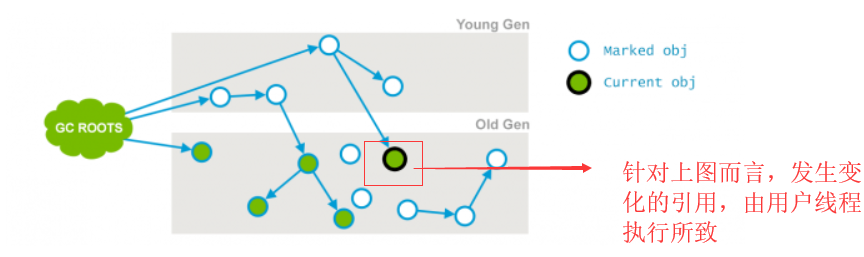 Young Gen
Marked obj
Current obj
GC ROOTS
Old Gen
针对上图而言，发生变
化的引用，由用户线程
执行所致